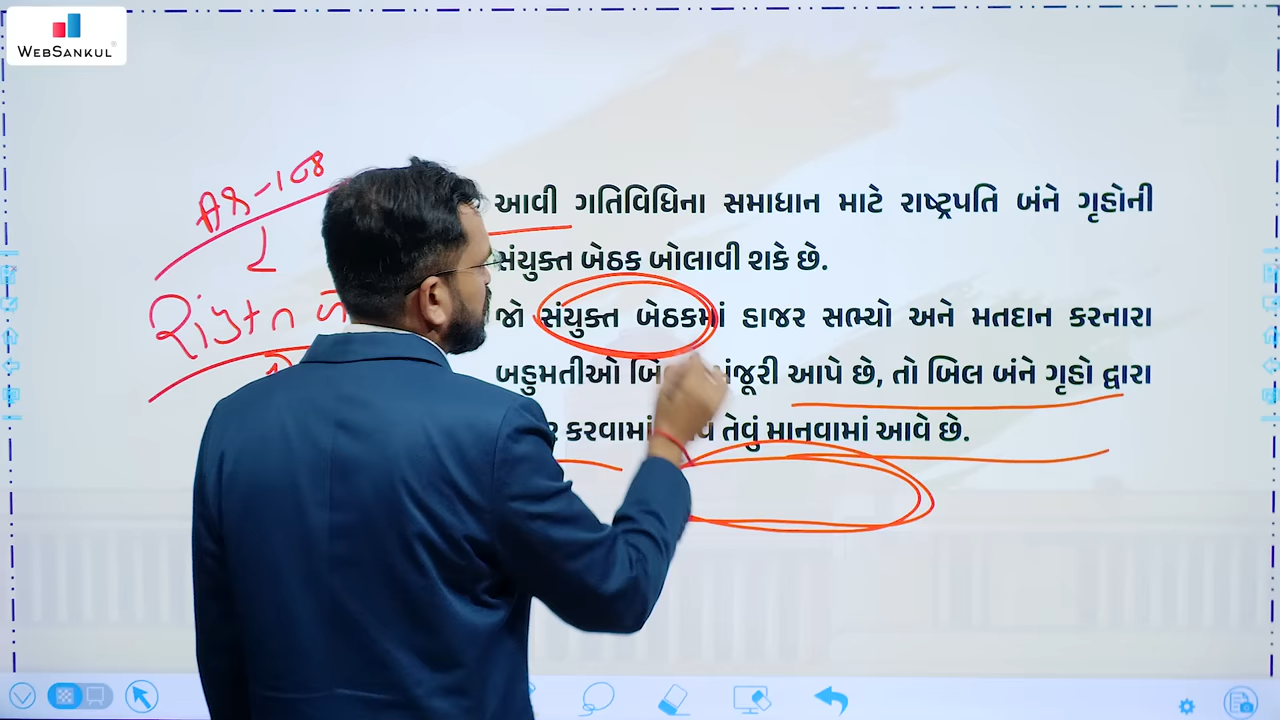 WEBSANKUL
AR-108
આવી ગતિવિધિના સમાધાન માટે રાષ્ટ્રપતિ બંને ગૃહોની
સંયુક્ત બેઠક બોલાવી શકે છે.
જો સંયુક્ત બેઠકમાં હાજર સભ્યો અને મતદાન કરનારા
બહુમતીઓ મંજૂરી આપે છે, તો બિલ બંને ગૃહો દ્વારા
કરવામાં તેવું માનવામાં આવે છે.